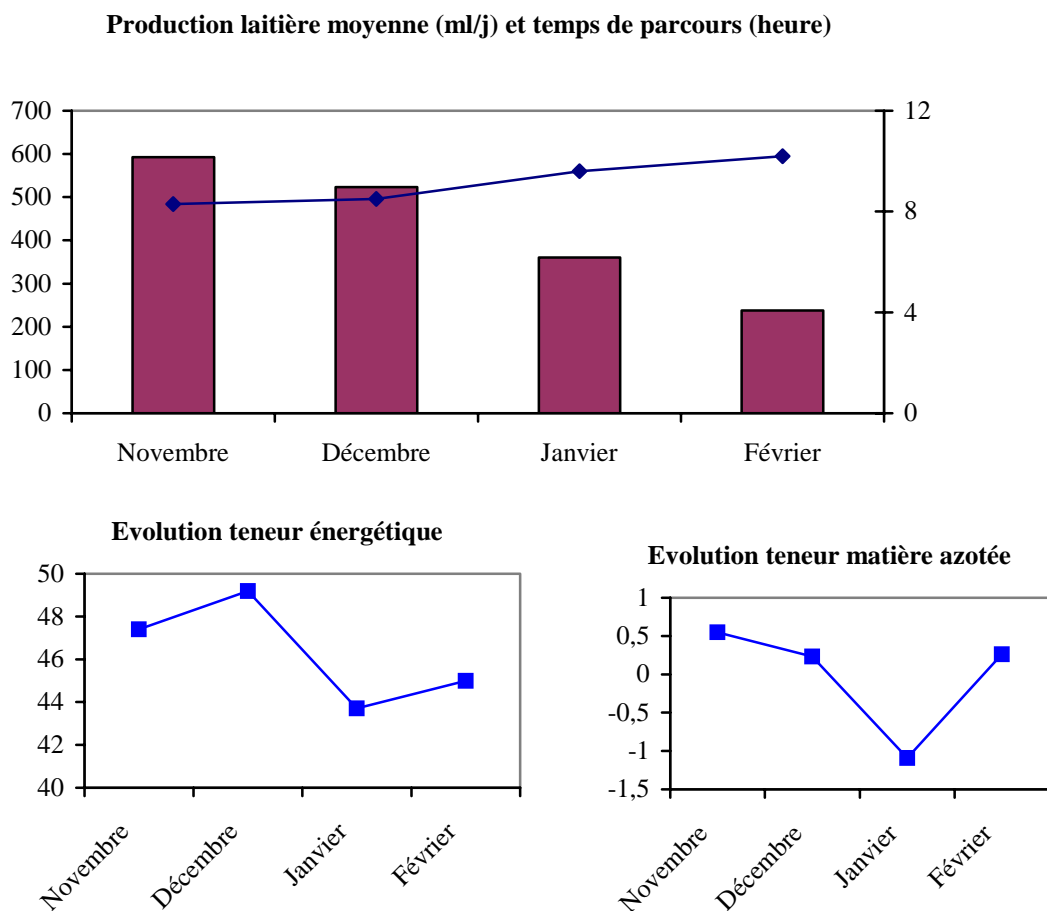 Production laitière moyenne (ml/j) et temps de parcours (heure)
700
600
500
400
300
200
100
0
12
8
4
0
Novembre Décembre Janvier Février
Evolution teneur énergétique
50
48
46
44
42
40
Novembre
Décembre
Janvier
Février
Evolution teneur matière azotée
1
0,5
0
-0,5
-1
-1,5
Novembre
Décembre
Janvier
Février